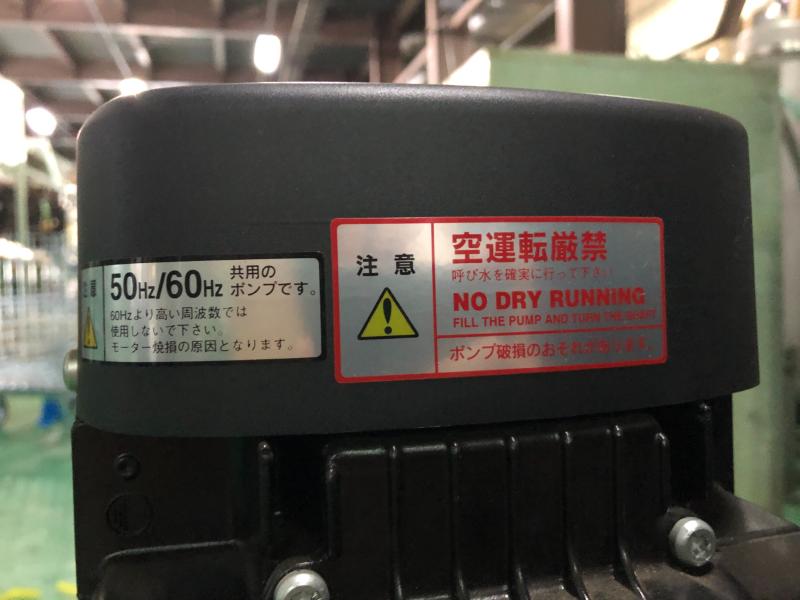 注意
50Hz/60Hz 共用の
ポンプです。
60Hzより高い周波数では
使用しないで下さい。
モーター焼損の原因となります。
注意
空運転厳禁
呼び水を確実に行って下さい
NO DRY RUNNING
FILL THE PUMP AND TURN THE SHAFT
ポンプ破損のおそれがあります。